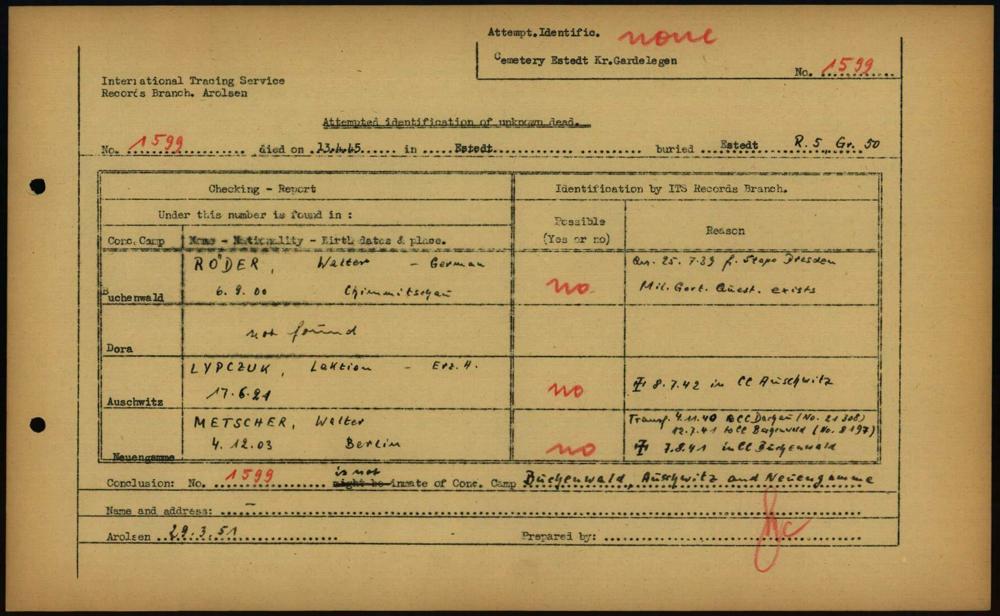 Attempt.Identific. none
Cemetery Estedt Kr.Gardelegen
No. 1599
International Tracing Service
Records Branch. Arolsen
Attempted identification of unknown dead.
No. 1599 died on 13.4.45 in Estedt buried Estedt R. 5, Gr. 50
Checking - Report
Identification by ITS Records Branch.
Under this number is found in :
Possible
(Yes or no)
Reason
Conc.Camp Name - Nationality - Birth dates & place.
RÖDER, Walter - German
6. 9. 00 Chimmitschau
Buchenwald
no
25. 7.39 f. Stapo Dresden
Mil. Gort. Quest. exists
not found
Dora
LYPCZUK, Laktion - Erz. H.
17.6.21
Auschwitz
no
8.7.42 in CC Auschwitz
METSCHER, Walter
4. 12.03 Berlin
Neuengamme
no
Transf. 4.11.40 to CC Dachau (No. 21308)
12.7.41 to CC Buchenwald (No. 8197)
7.8.41 in CC Buchenwald
Conclusion: No. 1599 is not might be inmate of Conc. Camp Buchenwald, Auschwitz and Neuengamme
Name and address: –
Arolsen 29.3.51 Prepared by: